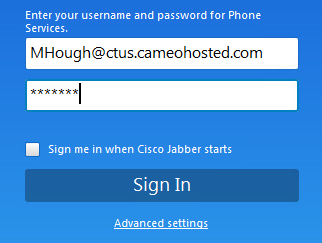 Enter your username and password for Phone
Services.
MHough@ctus.cameohosted.com
*******
Sign me in when Cisco Jabber starts
Sign In
Advanced settings